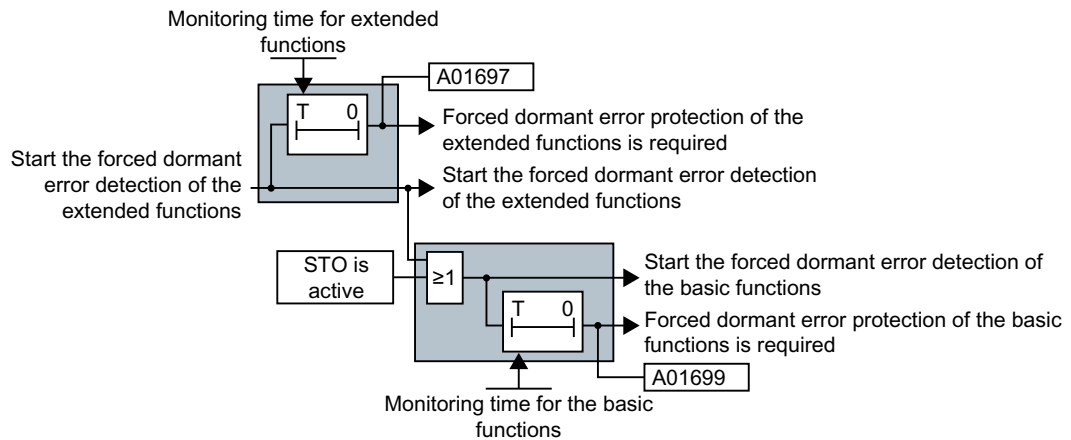 Monitoring time for extended
functions
A01697
T 0
Forced dormant error protection of the
extended functions is required
Start the forced dormant
error detection of the
extended functions
Start the forced dormant error detection
of the extended functions
STO is
active
≥1
Start the forced dormant error detection of
the basic functions
T 0
Forced dormant error protection of the basic
functions is required
A01699
Monitoring time for the basic
functions